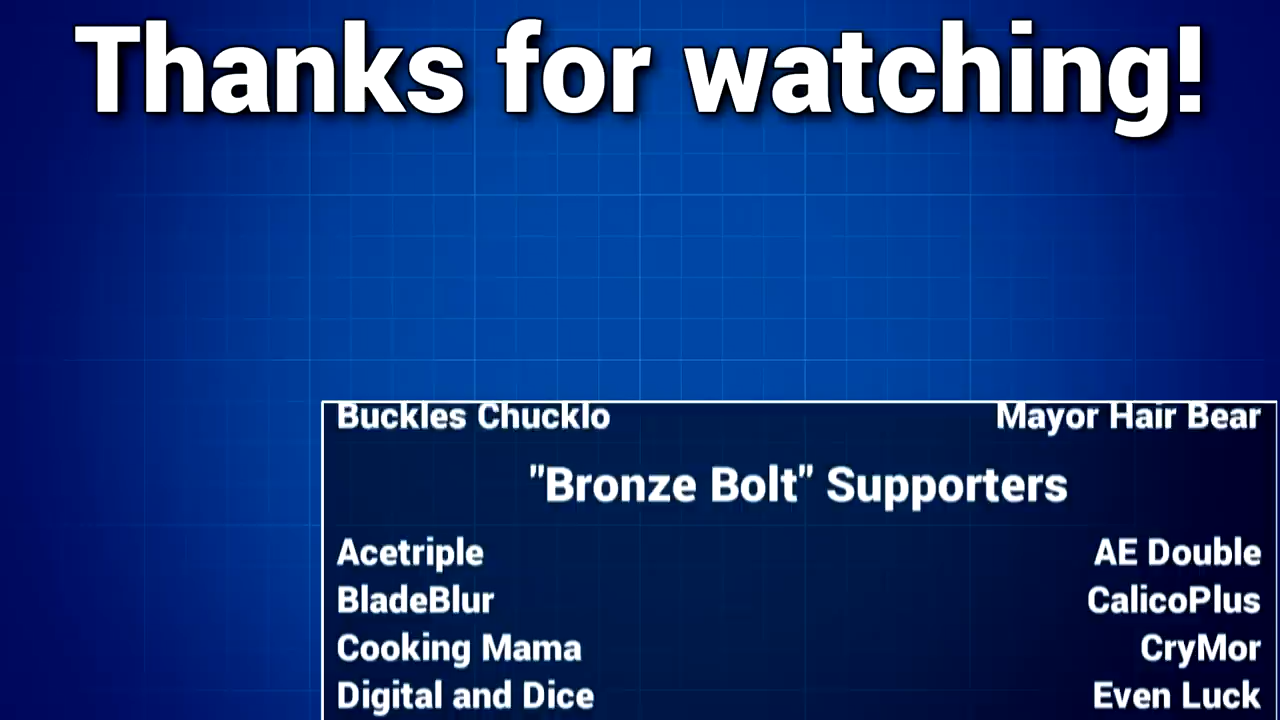 Thanks for watching!
Buckles Chucklo Mayor Hair Bear
"Bronze Bolt" Supporters
Acetriple AE Double
BladeBlur CalicoPlus
Cooking Mama CryMor
Digital and Dice Even Luck